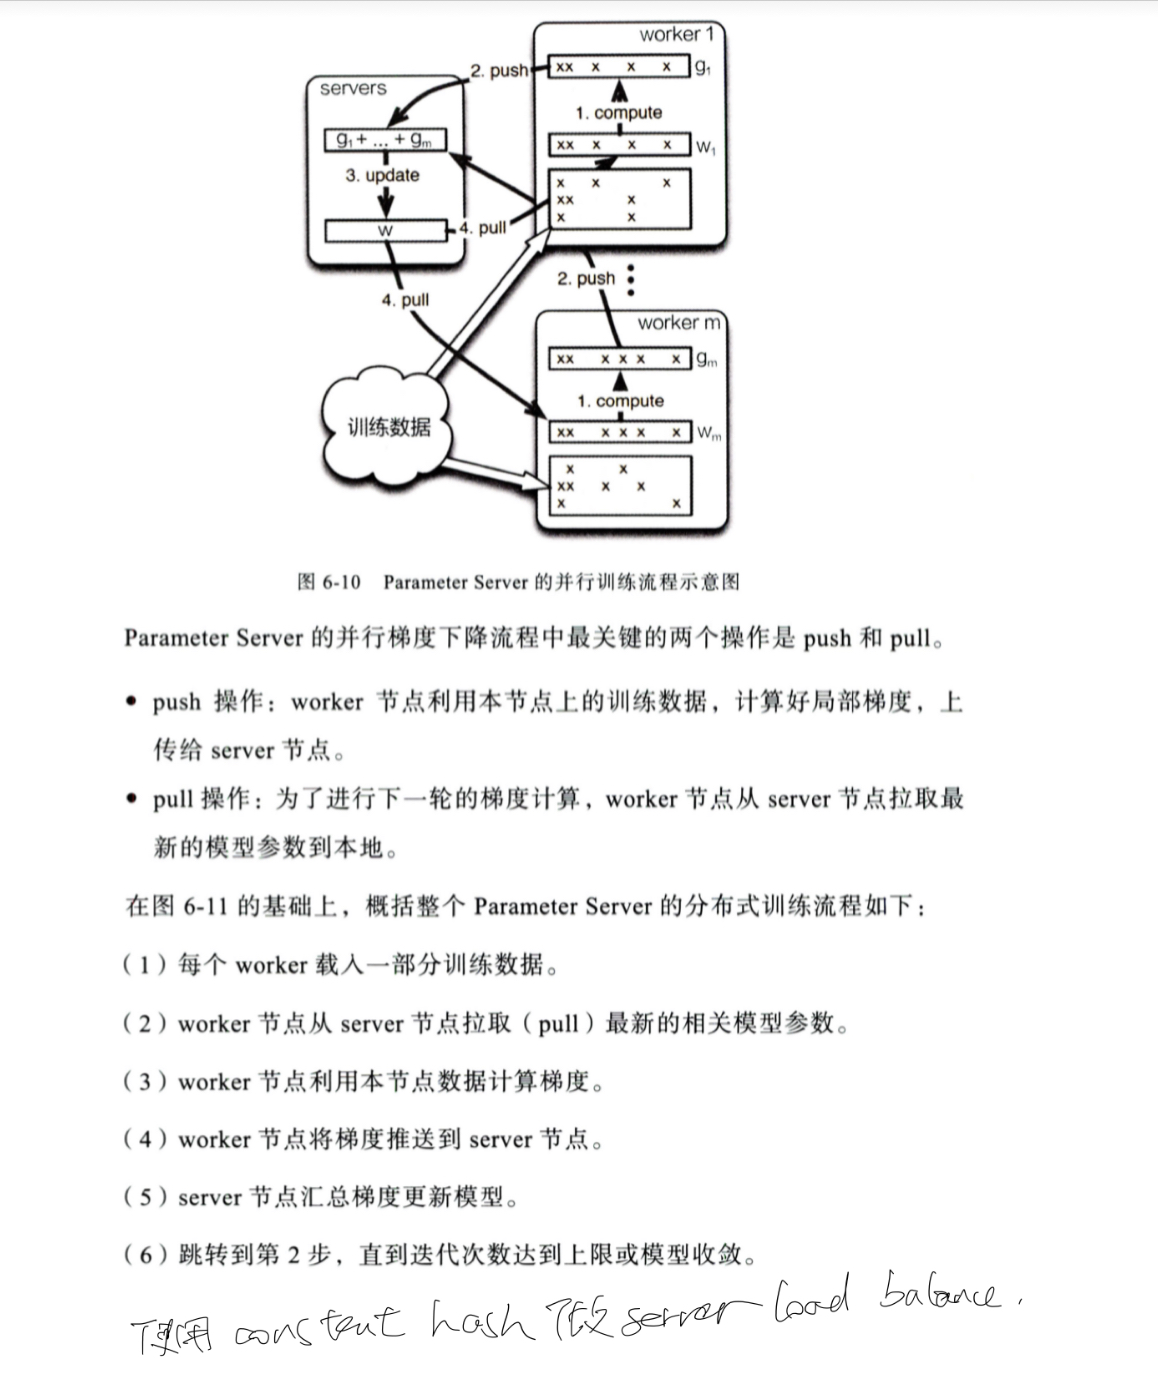 worker 1
xx x x x g₁
2. push
1. compute
servers
g₁ + ... + gₘ
xx x x x w₁
3. update
x x x
xx x
x x
w
4. pull
2. push
4. pull
worker m
xx x x x x gₘ
1. compute
训练数据
xx x x x x wₘ
x x
xx x x
x x
图 6-10 Parameter Server 的并行训练流程示意图
Parameter Server 的并行梯度下降流程中最关键的两个操作是 push 和 pull。
• push 操作：worker 节点利用本节点上的训练数据，计算好局部梯度，上
传给 server 节点。
• pull 操作：为了进行下一轮的梯度计算，worker 节点从 server 节点拉取最
新的模型参数到本地。
在图 6-11 的基础上，概括整个 Parameter Server 的分布式训练流程如下：
（1）每个 worker 载入一部分训练数据。
（2）worker 节点从 server 节点拉取（pull）最新的相关模型参数。
（3）worker 节点利用本节点数据计算梯度。
（4）worker 节点将梯度推送到 server 节点。
（5）server 节点汇总梯度更新模型。
（6）跳转到第 2 步，直到迭代次数达到上限或模型收敛。
使用 constent hash 做 server load balance.